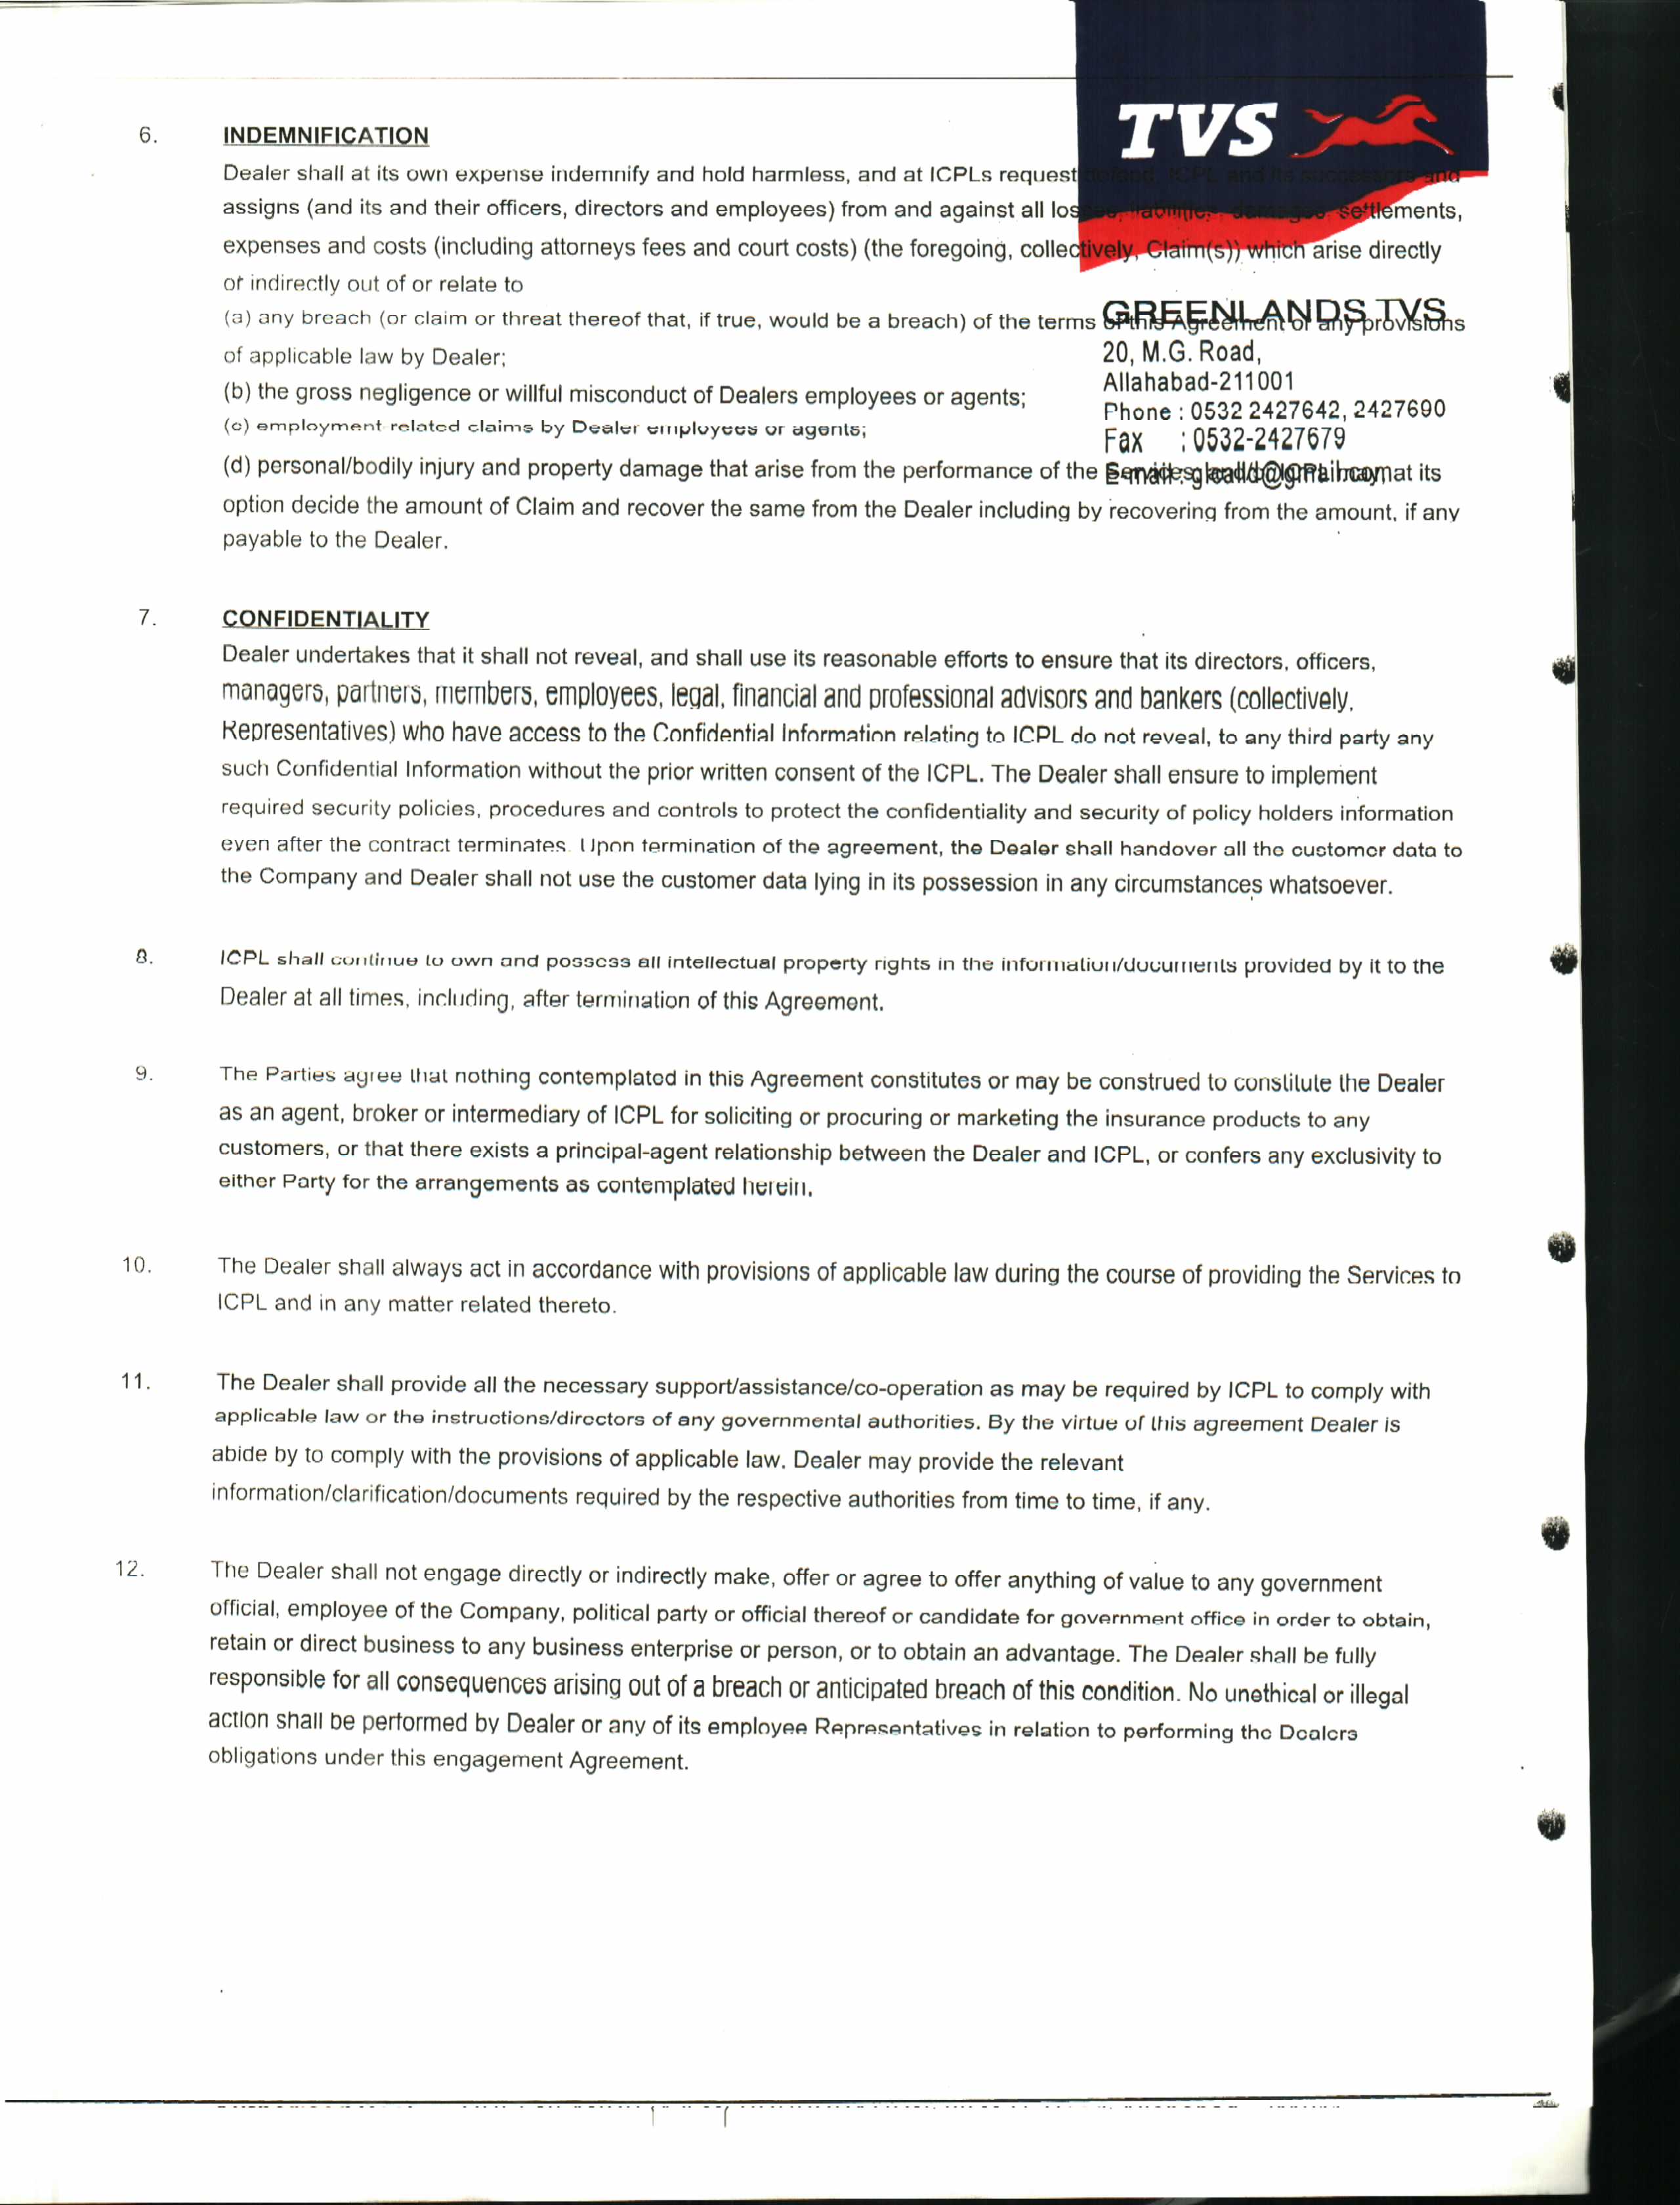 TVS
6. INDEMNIFICATION
Dealer shall at its own expense indemnify and hold harmless, and at ICPLs request defend, ICPL and its successors and
assigns (and its and their officers, directors and employees) from and against all losses, liabilities, damages, settlements,
expenses and costs (including attorneys fees and court costs) (the foregoing, collectively, Claim(s)) which arise directly
or indirectly out of or relate to
(a) any breach (or claim or threat thereof that, if true, would be a breach) of the terms of this Agreement or any provisions
GREENLANDS TVS
of applicable law by Dealer;
20, M.G. Road,
Allahabad-211001
(b) the gross negligence or willful misconduct of Dealers employees or agents;
Phone : 0532 2427642, 2427690
(c) employment related claims by Dealer employees or agents;
Fax : 0532-2427679
(d) personal/bodily injury and property damage that arise from the performance of the Services at its
option decide the amount of Claim and recover the same from the Dealer including by recovering from the amount, if any
payable to the Dealer.
7. CONFIDENTIALITY
Dealer undertakes that it shall not reveal, and shall use its reasonable efforts to ensure that its directors, officers,
managers, partners, members, employees, legal, financial and professional advisors and bankers (collectively,
Representatives) who have access to the Confidential Information relating to ICPL do not reveal, to any third party any
such Confidential Information without the prior written consent of the ICPL. The Dealer shall ensure to implement
required security policies, procedures and controls to protect the confidentiality and security of policy holders information
even after the contract terminates. Upon termination of the agreement, the Dealer shall handover all the customer data to
the Company and Dealer shall not use the customer data lying in its possession in any circumstances whatsoever.
8. ICPL shall continue to own and possess all intellectual property rights in the information/documents provided by it to the
Dealer at all times, including, after termination of this Agreement.
9. The Parties agree that nothing contemplated in this Agreement constitutes or may be construed to constitute the Dealer
as an agent, broker or intermediary of ICPL for soliciting or procuring or marketing the insurance products to any
customers, or that there exists a principal-agent relationship between the Dealer and ICPL, or confers any exclusivity to
either Party for the arrangements as contemplated herein.
10. The Dealer shall always act in accordance with provisions of applicable law during the course of providing the Services to
ICPL and in any matter related thereto.
11. The Dealer shall provide all the necessary support/assistance/co-operation as may be required by ICPL to comply with
applicable law or the instructions/directors of any governmental authorities. By the virtue of this agreement Dealer is
abide by to comply with the provisions of applicable law. Dealer may provide the relevant
information/clarification/documents required by the respective authorities from time to time, if any.
12. The Dealer shall not engage directly or indirectly make, offer or agree to offer anything of value to any government
official, employee of the Company, political party or official thereof or candidate for government office in order to obtain,
retain or direct business to any business enterprise or person, or to obtain an advantage. The Dealer shall be fully
responsible for all consequences arising out of a breach or anticipated breach of this condition. No unethical or illegal
action shall be performed by Dealer or any of its employee Representatives in relation to performing the Dealers
obligations under this engagement Agreement.